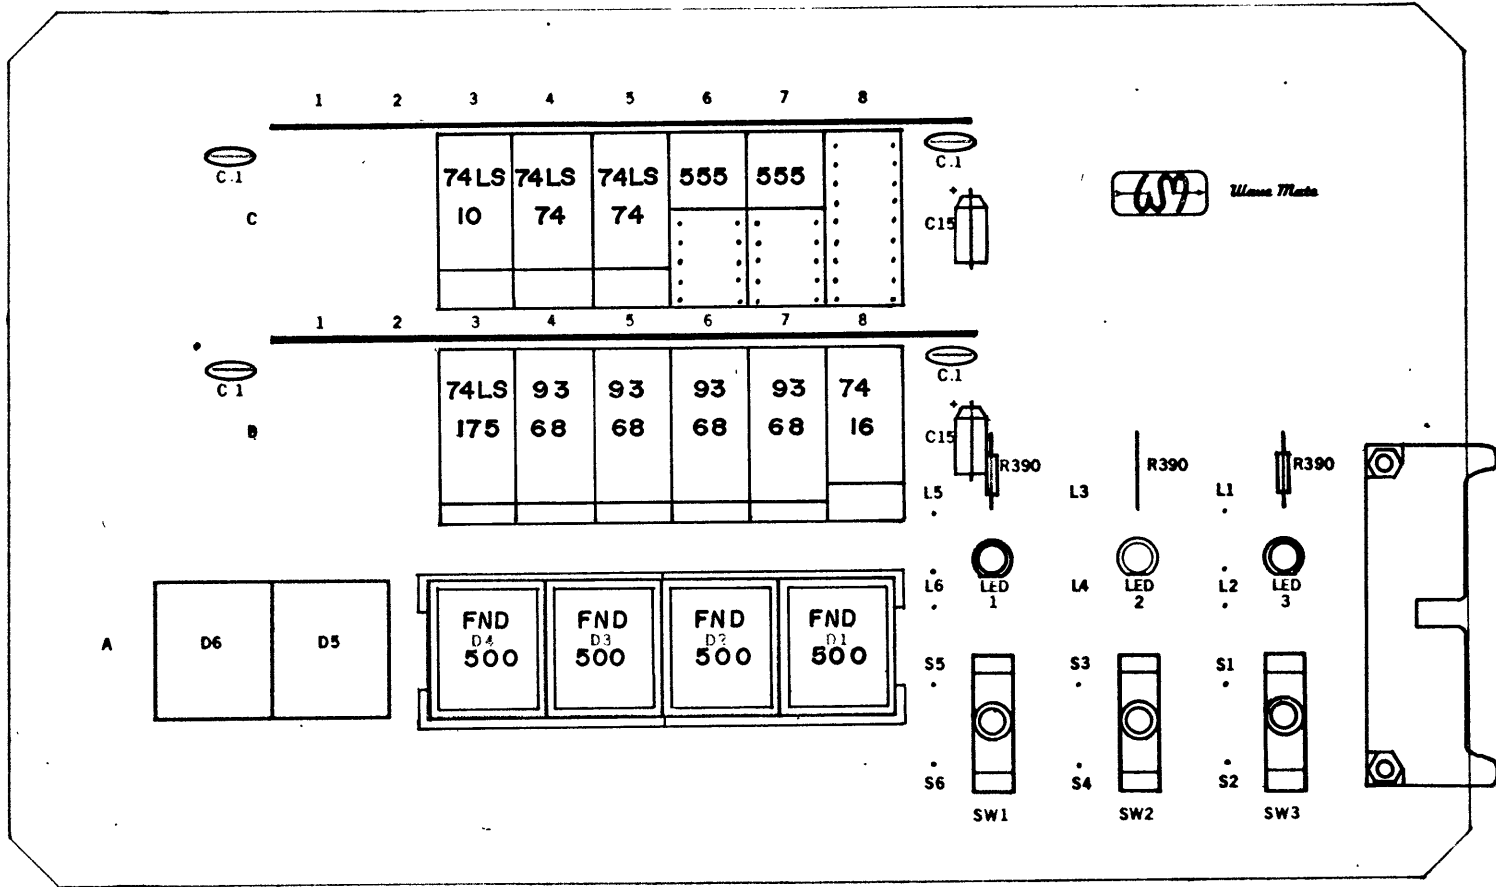 1 2 3 4 5 6 7 8
C.1
C.1
74LS 74LS 74LS 555 555
10 74 74
WM Wave Mate
C
+
C15
1 2 3 4 5 6 7 8
C.1
C.1
74LS 93 93 93 93 74
175 68 68 68 68 16
+
B
C15
R390 R390 R390
L5 L3 L1
L6 LED L4 LED L2 LED
1 2 3
FND FND FND FND
A D6 D5 D4 D3 D2 D1
500 500 500 500
S5 S3 S1
S6 S4 S2
SW1 SW2 SW3